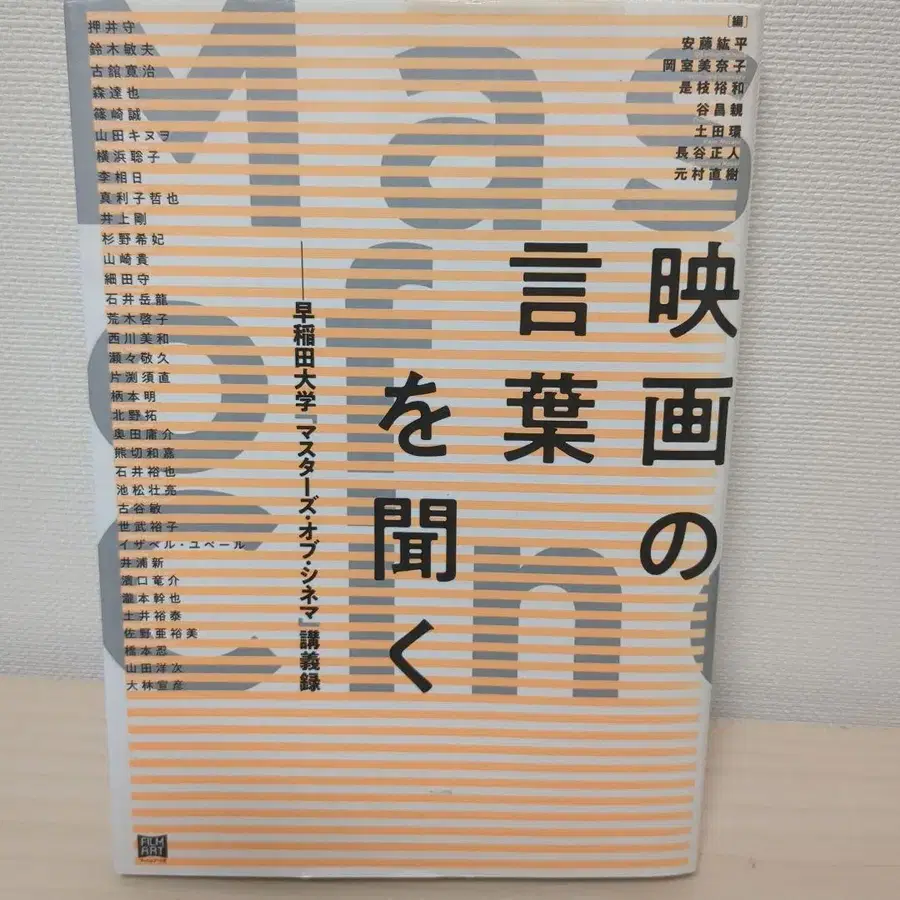 映画の
言葉
を聞く
──早稲田大学「マスターズ・オブ・シネマ」講義録
[編]
安藤紘平
岡室美奈子
是枝裕和
谷昌親
土田環
長谷正人
元村直樹
押井守
鈴木敏夫
古舘寛治
森達也
篠崎誠
山田キヌヲ
横浜聡子
李相日
真利子哲也
井上剛
杉野希妃
山崎貴
細田守
石井岳龍
荒木啓子
西川美和
瀬々敬久
片渕須直
柄本明
北野拓
奥田庸介
熊切和嘉
石井裕也
池松壮亮
古谷敏
世武裕子
イザベル・ユペール
井浦新
濱口竜介
瀧本幹也
土井裕泰
佐野亜裕美
橋本忍
山田洋次
大林宣彦
Mas
of
Cin
FILM
ART